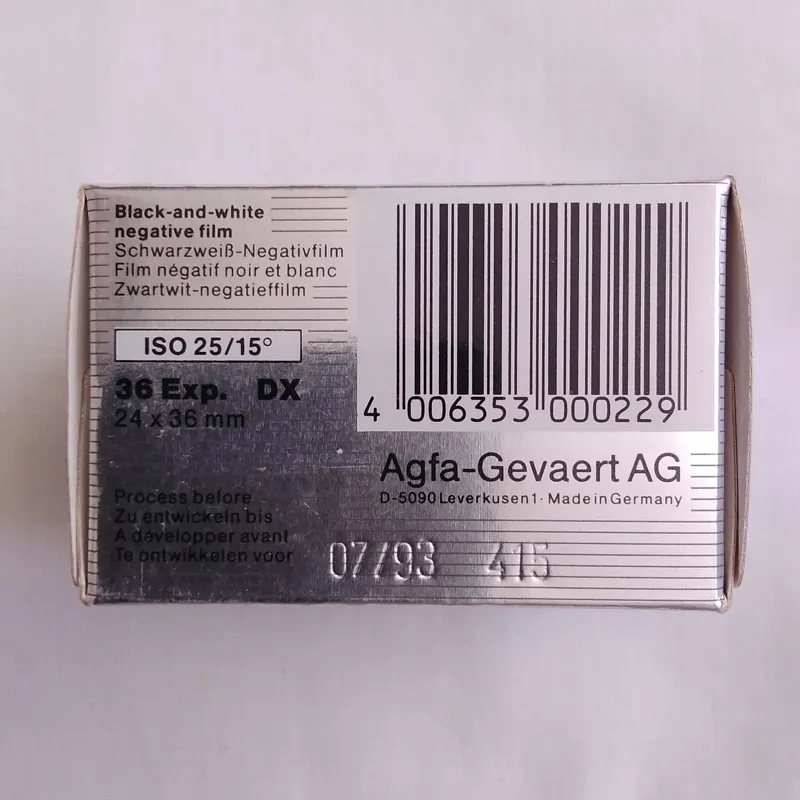 Black-and-white
negative film
Schwarzweiß-Negativfilm
Film négatif noir et blanc
Zwartwit-negatieffilm
ISO 25/15°
36 Exp. DX
24 x 36 mm
4 006353 000229
Agfa-Gevaert AG
D-5090 Leverkusen 1 · Made in Germany
Process before
Zu entwickeln bis
A développer avant
Te ontwikkelen voor
07/93 415